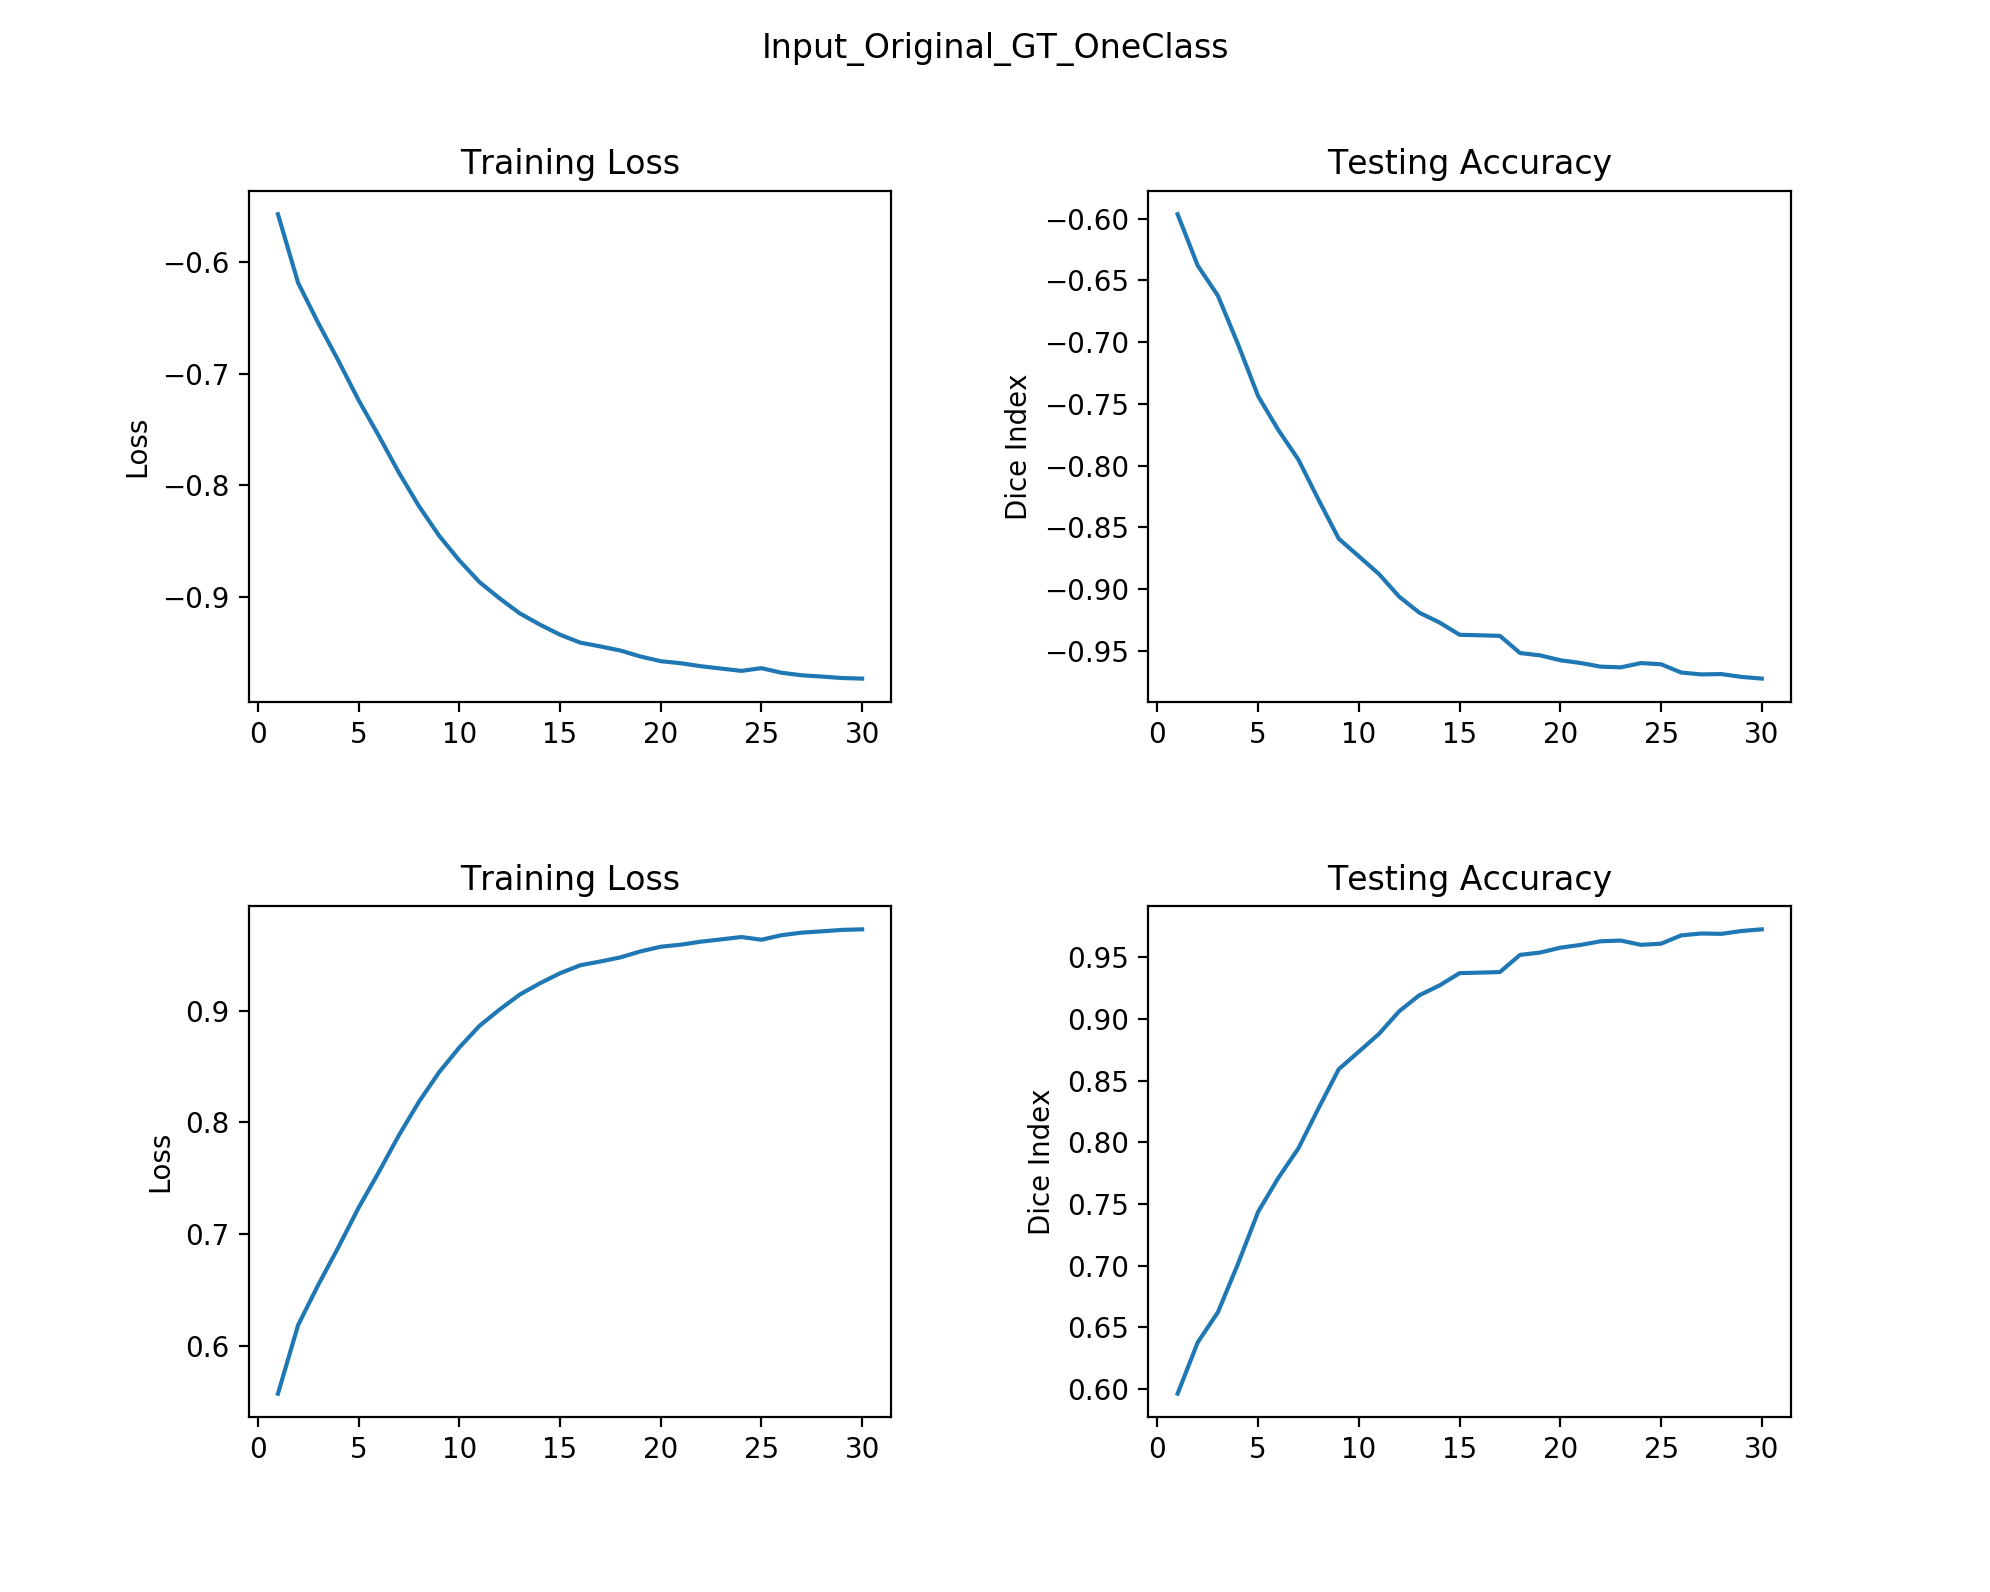 Input_Original_GT_OneClass
Training Loss
Loss
−0.6
−0.7
−0.8
−0.9
0 5 10 15 20 25 30
Testing Accuracy
Dice Index
−0.60
−0.65
−0.70
−0.75
−0.80
−0.85
−0.90
−0.95
0 5 10 15 20 25 30
Training Loss
Loss
0.9
0.8
0.7
0.6
0 5 10 15 20 25 30
Testing Accuracy
Dice Index
0.95
0.90
0.85
0.80
0.75
0.70
0.65
0.60
0 5 10 15 20 25 30